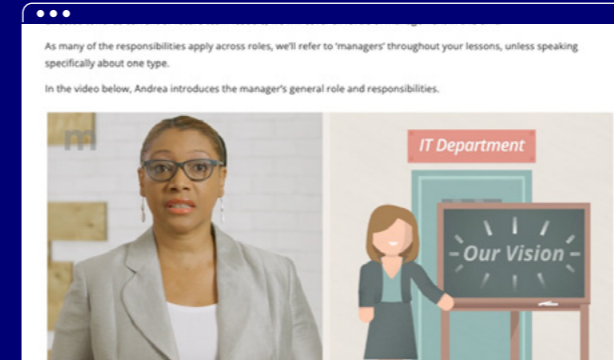 As many of the responsibilities apply across roles, we'll refer to 'managers' throughout your lessons, unless speaking
specifically about one type.
In the video below, Andrea introduces the manager's general role and responsibilities.
m
IT Department
Our Vision